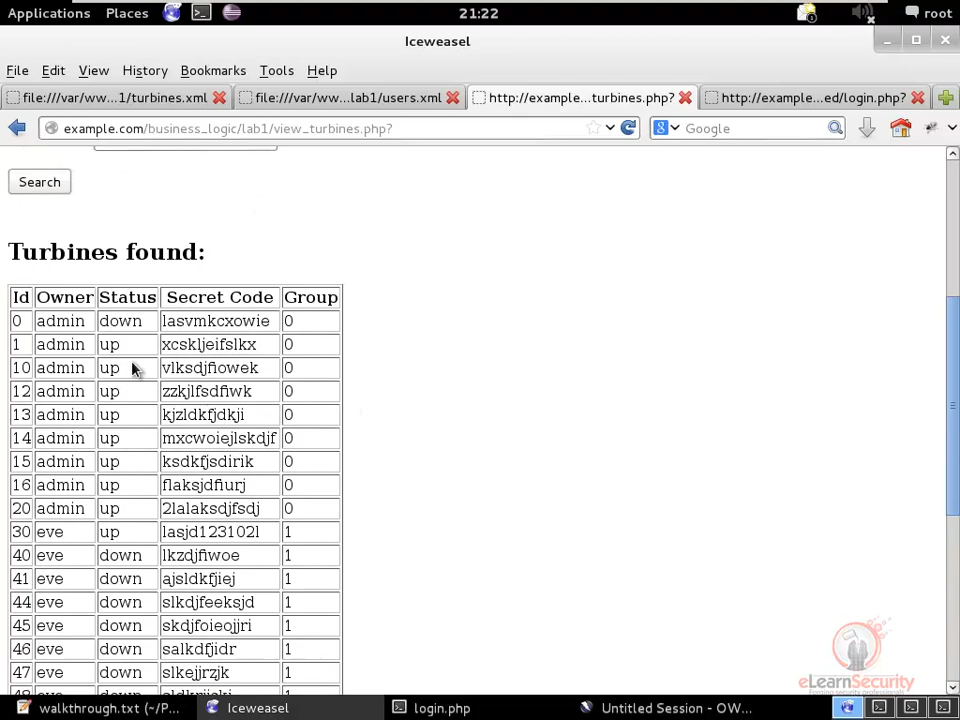 Applications Places 21:22 root
Iceweasel
File Edit View History Bookmarks Tools Help
file:///var/ww...1/turbines.xml file:///var/ww...lab1/users.xml http://example...turbines.php? http://example...ed/login.php?
example.com/business_logic/lab1/view_turbines.php? Google
Search
Turbines found:
Id Owner Status Secret Code Group
0 admin down lasvmkcxowie 0
1 admin up xcskljeifslkx 0
10 admin up vlksdjfiowek 0
12 admin up zzkjlfsdfiwk 0
13 admin up kjzldkfjdkji 0
14 admin up mxcwoiejlskdjf 0
15 admin up ksdkfjsdirik 0
16 admin up flaksjdfiurj 0
20 admin up 2lalaksdjfsdj 0
30 eve up lasjd123102l 1
40 eve down lkzdjfiwoe 1
41 eve down ajsldkfjiej 1
44 eve down slkdjfeeksjd 1
45 eve down skdjfoieojjri 1
46 eve down salkdfjidr 1
47 eve down slkejjrzjk 1
eLearnSecurity
Forging security professionals
walkthrough.txt (~/P... Iceweasel login.php Untitled Session - OW...